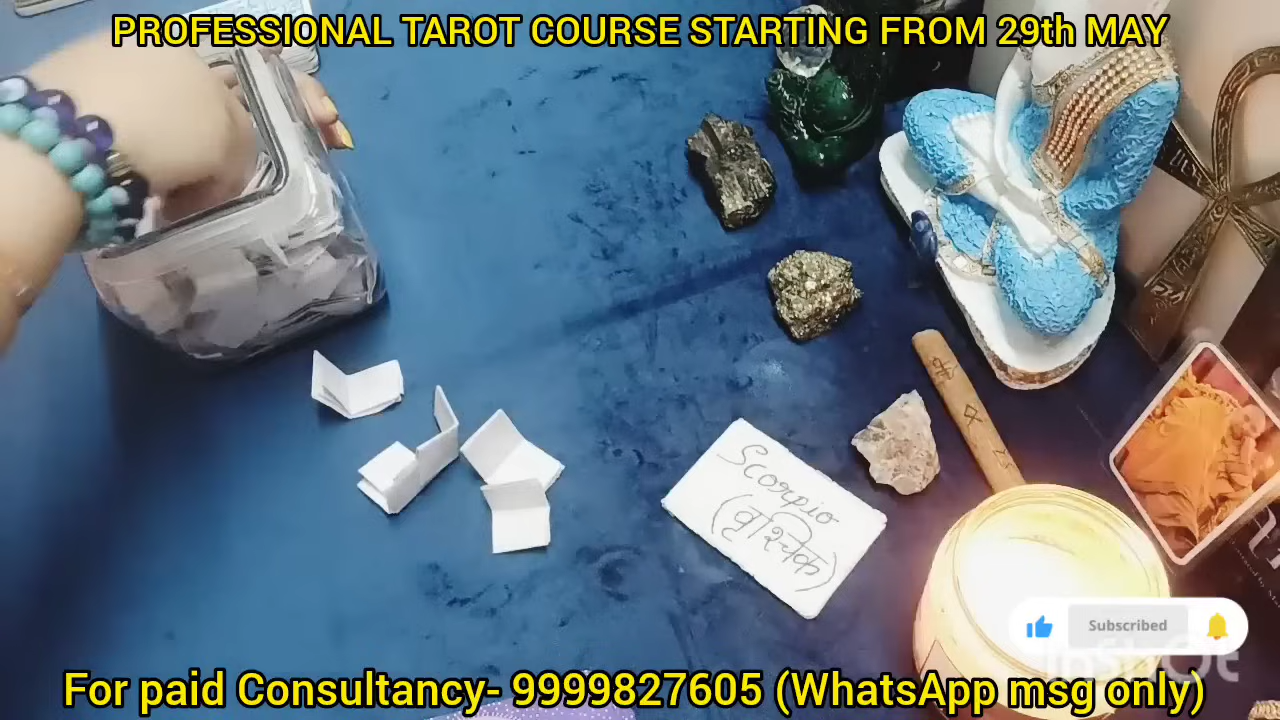 PROFESSIONAL TAROT COURSE STARTING FROM 29th MAY
Scorpio
(वृश्चिक)
Subscribed
For paid Consultancy- 9999827605 (WhatsApp msg only)